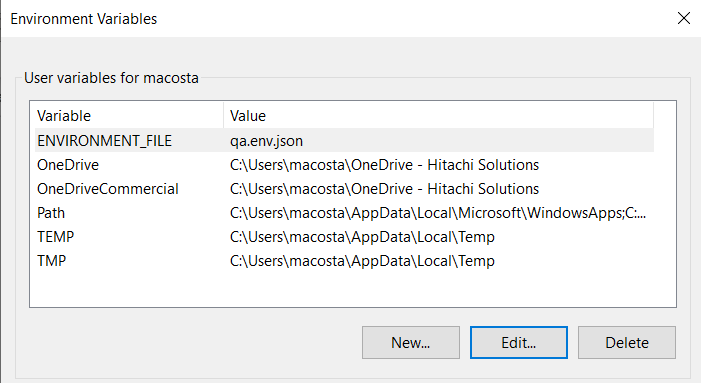 Environment Variables
User variables for macosta
Variable Value
ENVIRONMENT_FILE qa.env.json
OneDrive C:\Users\macosta\OneDrive - Hitachi Solutions
OneDriveCommercial C:\Users\macosta\OneDrive - Hitachi Solutions
Path C:\Users\macosta\AppData\Local\Microsoft\WindowsApps;C:...
TEMP C:\Users\macosta\AppData\Local\Temp
TMP C:\Users\macosta\AppData\Local\Temp
New... Edit... Delete